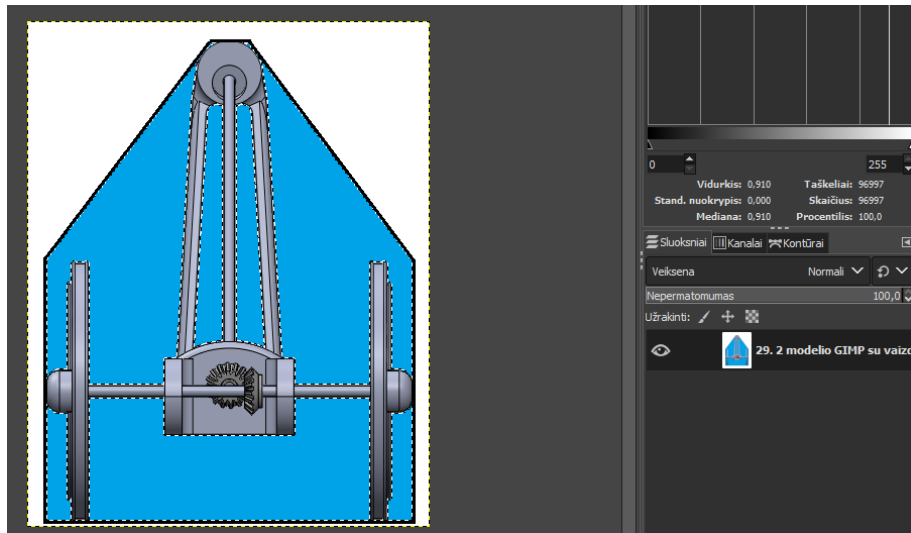 0 255
Vidurkis: 0,910 Taškeliai: 96997
Stand. nuokrypis: 0,000 Skaičius: 96997
Mediana: 0,910 Procentilis: 100,0
Sluoksniai Kanalai Kontūrai
Veiksena Normali
Nepermatomumas 100,0
Užrakinti:
29. 2 modelio GIMP su vaizd